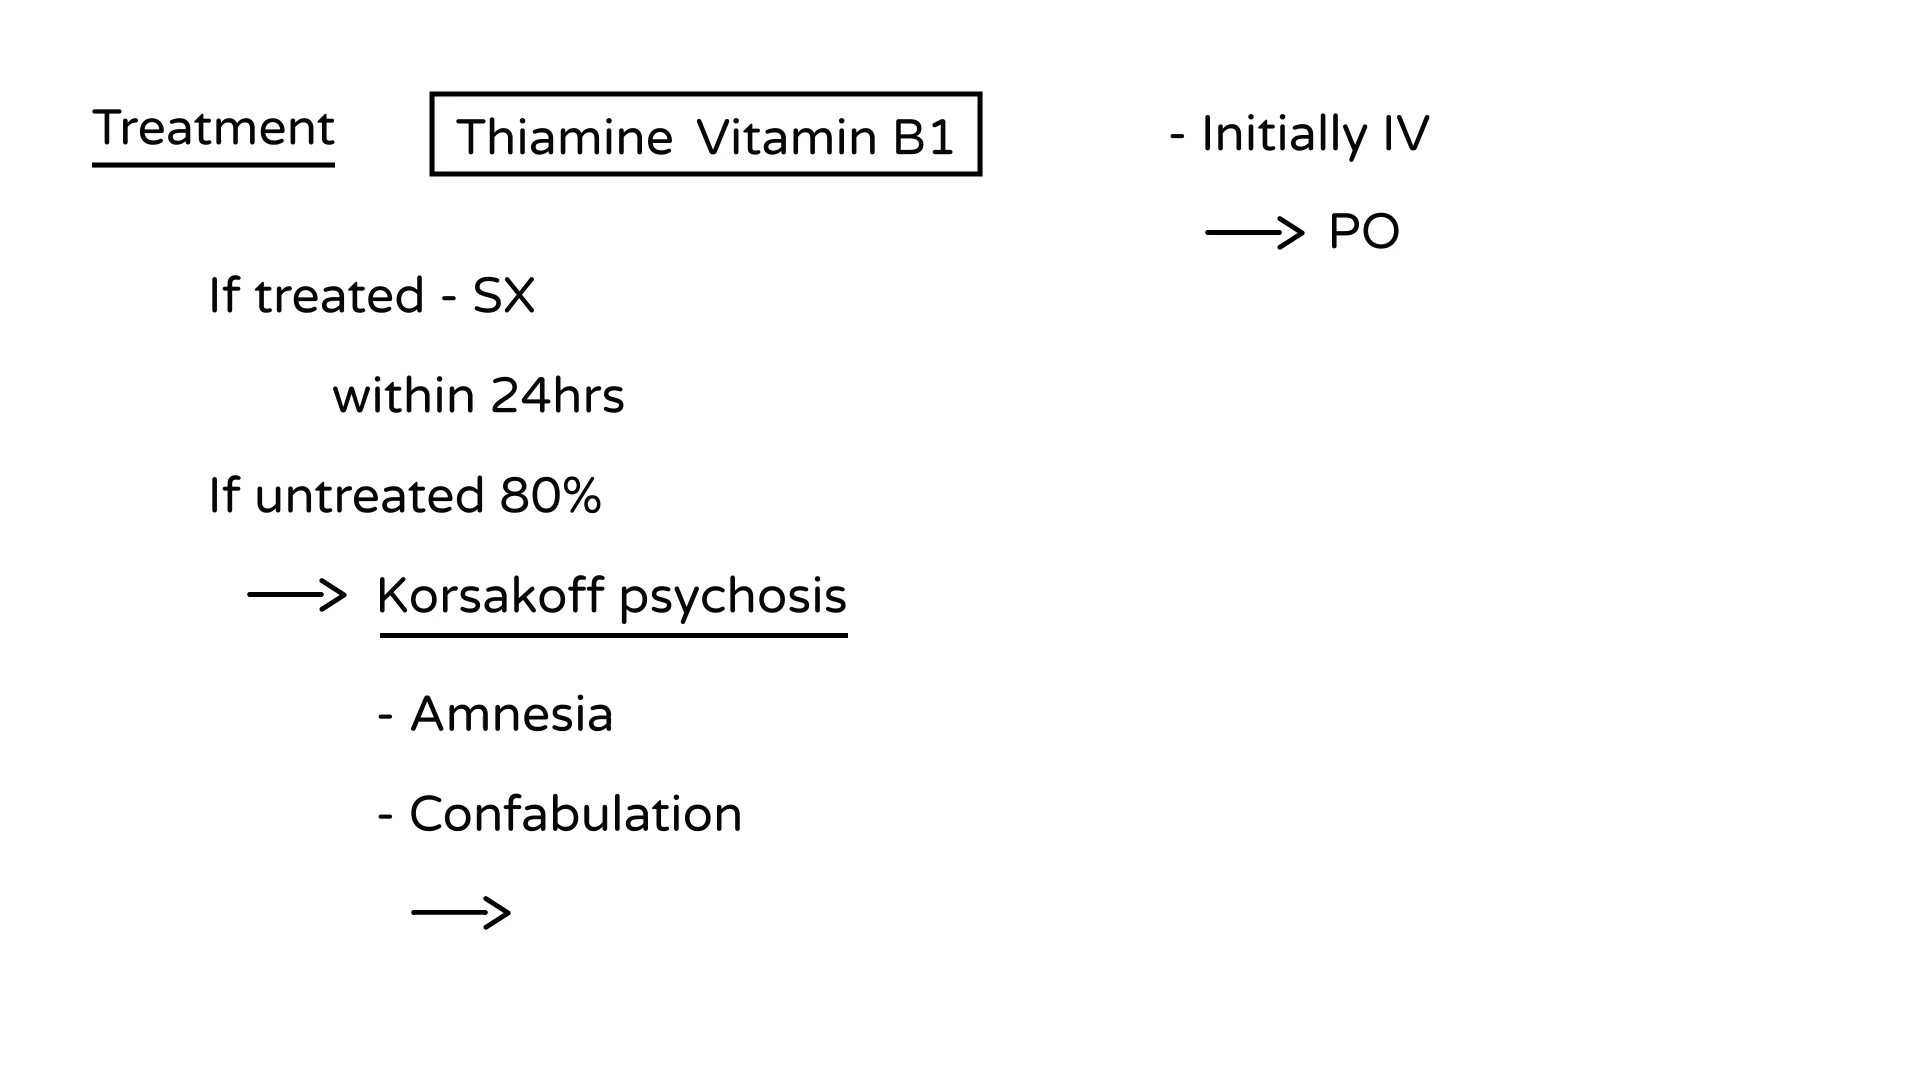 Treatment
Thiamine Vitamin B1
- Initially IV
PO
If treated - SX
within 24hrs
If untreated 80%
Korsakoff psychosis
- Amnesia
- Confabulation